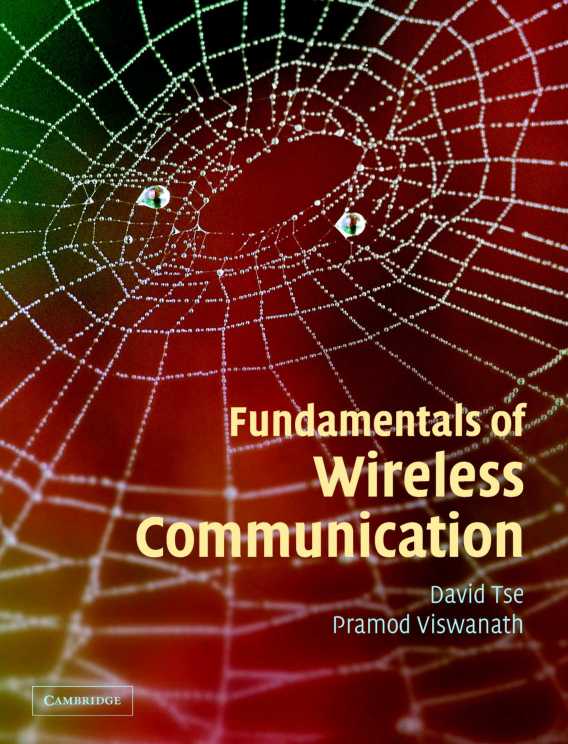 Fundamentals of
Wireless
Communication
David Tse
Pramod Viswanath
CAMBRIDGE